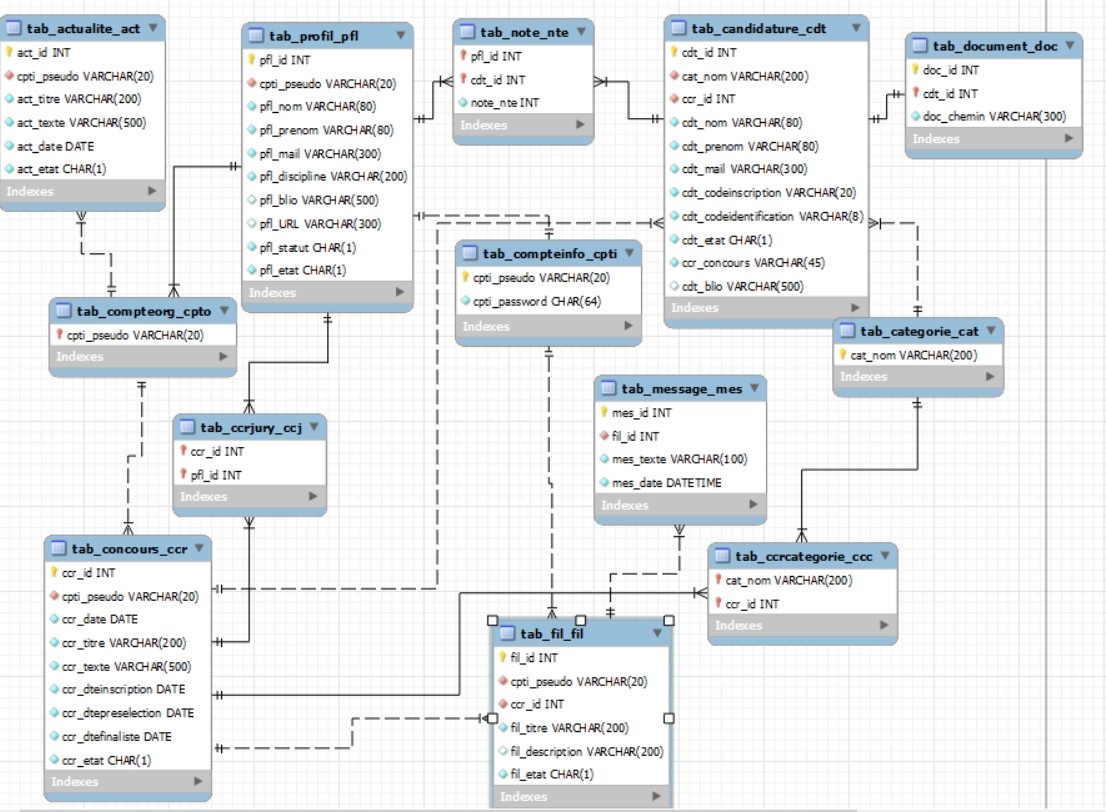 tab_actualite_act
act_id INT
cpti_pseudo VARCHAR(20)
act_titre VARCHAR(200)
act_texte VARCHAR(500)
act_date DATE
act_etat CHAR(1)
Indexes
tab_profil_pfl
pfl_id INT
cpti_pseudo VARCHAR(20)
pfl_nom VARCHAR(80)
pfl_prenom VARCHAR(80)
pfl_mail VARCHAR(300)
pfl_discipline VARCHAR(200)
pfl_blio VARCHAR(500)
pfl_URL VARCHAR(300)
pfl_statut CHAR(1)
pfl_etat CHAR(1)
Indexes
tab_note_nte
pfl_id INT
cdt_id INT
note_nte INT
Indexes
tab_candidature_cdt
cdt_id INT
cat_nom VARCHAR(200)
ccr_id INT
cdt_nom VARCHAR(80)
cdt_prenom VARCHAR(80)
cdt_mail VARCHAR(300)
cdt_codeinscription VARCHAR(20)
cdt_codeidentification VARCHAR(8)
cdt_etat CHAR(1)
ccr_concours VARCHAR(45)
cdt_blio VARCHAR(500)
Indexes
tab_document_doc
doc_id INT
cdt_id INT
doc_chemin VARCHAR(300)
Indexes
tab_compteinfo_cpti
cpti_pseudo VARCHAR(20)
cpti_password CHAR(64)
Indexes
tab_compteorg_cpto
cpti_pseudo VARCHAR(20)
Indexes
tab_categorie_cat
cat_nom VARCHAR(200)
Indexes
tab_message_mes
mes_id INT
fil_id INT
mes_texte VARCHAR(100)
mes_date DATETIME
Indexes
tab_ccrjury_ccj
ccr_id INT
pfl_id INT
Indexes
tab_concours_ccr
ccr_id INT
cpti_pseudo VARCHAR(20)
ccr_date DATE
ccr_titre VARCHAR(200)
ccr_texte VARCHAR(500)
ccr_dteinscription DATE
ccr_dtepreselection DATE
ccr_dtefinaliste DATE
ccr_etat CHAR(1)
Indexes
tab_ccrcategorie_ccc
cat_nom VARCHAR(200)
ccr_id INT
Indexes
tab_fil_fil
fil_id INT
cpti_pseudo VARCHAR(20)
ccr_id INT
fil_titre VARCHAR(200)
fil_description VARCHAR(200)
fil_etat CHAR(1)
Indexes